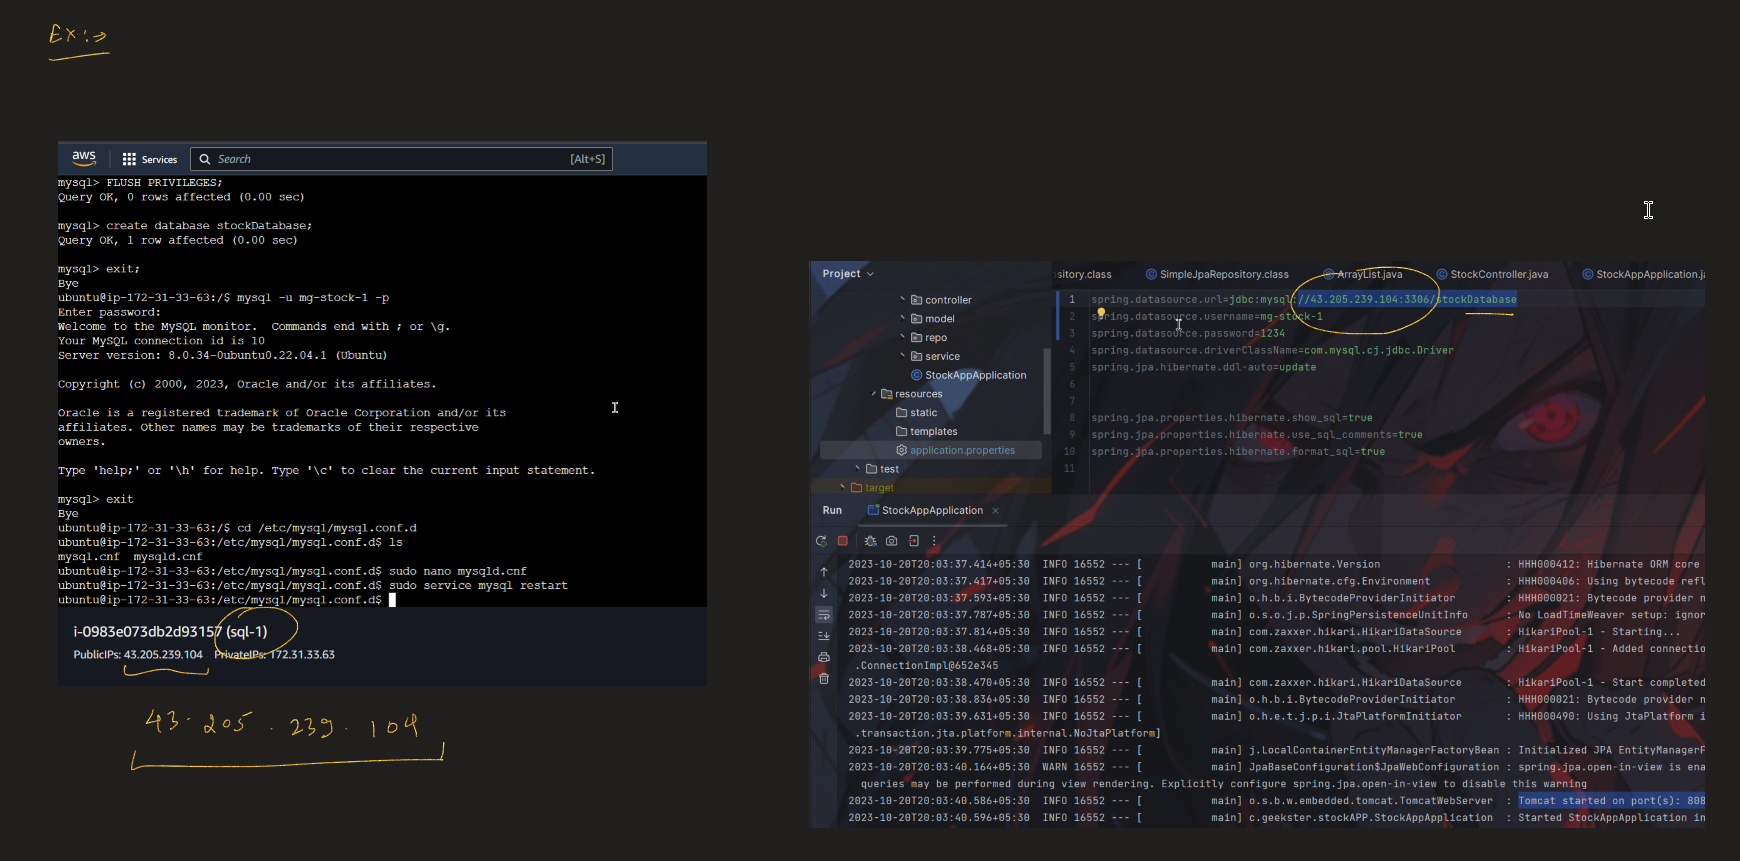 Ex:⇒
aws Services Search [Alt+S]
mysql> FLUSH PRIVILEGES;
Query OK, 0 rows affected (0.00 sec)
mysql> create database stockDatabase;
Query OK, 1 row affected (0.00 sec)
mysql> exit;
Bye
ubuntu@ip-172-31-33-63:/$ mysql -u mg-stock-1 -p
Enter password:
Welcome to the MySQL monitor.  Commands end with ; or \g.
Your MySQL connection id is 10
Server version: 8.0.34-0ubuntu0.22.04.1 (Ubuntu)
Copyright (c) 2000, 2023, Oracle and/or its affiliates.
Oracle is a registered trademark of Oracle Corporation and/or its
affiliates. Other names may be trademarks of their respective
owners.
Type 'help;' or '\h' for help. Type '\c' to clear the current input statement.
mysql> exit
Bye
ubuntu@ip-172-31-33-63:/$ cd /etc/mysql/mysql.conf.d
ubuntu@ip-172-31-33-63:/etc/mysql/mysql.conf.d$ ls
mysql.cnf  mysqld.cnf
ubuntu@ip-172-31-33-63:/etc/mysql/mysql.conf.d$ sudo nano mysqld.cnf
ubuntu@ip-172-31-33-63:/etc/mysql/mysql.conf.d$ sudo service mysql restart
ubuntu@ip-172-31-33-63:/etc/mysql/mysql.conf.d$
i-0983e073db2d93157 (sql-1)
PublicIPs: 43.205.239.104 PrivateIPs: 172.31.33.63
43.205.239.104
Project
sitory.class SimpleJpaRepository.class ArrayList.java StockController.java StockAppApplication.ja
controller
model
repo
service
StockAppApplication
resources
static
templates
application.properties
test
target
1 spring.datasource.url=jdbc:mysql://43.205.239.104:3306/stockDatabase
2 spring.datasource.username=mg-stock-1
3 spring.datasource.password=1234
4 spring.datasource.driverClassName=com.mysql.cj.jdbc.Driver
5 spring.jpa.hibernate.ddl-auto=update
6
7
8 spring.jpa.properties.hibernate.show_sql=true
9 spring.jpa.properties.hibernate.use_sql_comments=true
10 spring.jpa.properties.hibernate.format_sql=true
11
Run StockAppApplication
2023-10-20T20:03:37.414+05:30  INFO 16552 --- [ main] org.hibernate.Version : HHH000412: Hibernate ORM core
2023-10-20T20:03:37.417+05:30  INFO 16552 --- [ main] org.hibernate.cfg.Environment : HHH000406: Using bytecode refl
2023-10-20T20:03:37.593+05:30  INFO 16552 --- [ main] o.h.b.i.BytecodeProviderInitiator : HHH000021: Bytecode provider n
2023-10-20T20:03:37.787+05:30  INFO 16552 --- [ main] o.s.o.j.p.SpringPersistenceUnitInfo : No LoadTimeWeaver setup: ignor
2023-10-20T20:03:37.814+05:30  INFO 16552 --- [ main] com.zaxxer.hikari.HikariDataSource : HikariPool-1 - Starting...
2023-10-20T20:03:38.468+05:30  INFO 16552 --- [ main] com.zaxxer.hikari.pool.HikariPool : HikariPool-1 - Added connectio
.ConnectionImpl@652e345
2023-10-20T20:03:38.470+05:30  INFO 16552 --- [ main] com.zaxxer.hikari.HikariDataSource : HikariPool-1 - Start completed
2023-10-20T20:03:38.836+05:30  INFO 16552 --- [ main] o.h.b.i.BytecodeProviderInitiator : HHH000021: Bytecode provider n
2023-10-20T20:03:39.631+05:30  INFO 16552 --- [ main] o.h.e.t.j.p.i.JtaPlatformInitiator : HHH000490: Using JtaPlatform i
.transaction.jta.platform.internal.NoJtaPlatform]
2023-10-20T20:03:39.775+05:30  INFO 16552 --- [ main] j.LocalContainerEntityManagerFactoryBean : Initialized JPA EntityManagerF
2023-10-20T20:03:40.164+05:30  WARN 16552 --- [ main] JpaBaseConfiguration$JpaWebConfiguration : spring.jpa.open-in-view is ena
queries may be performed during view rendering. Explicitly configure spring.jpa.open-in-view to disable this warning
2023-10-20T20:03:40.586+05:30  INFO 16552 --- [ main] o.s.b.w.embedded.tomcat.TomcatWebServer : Tomcat started on port(s): 808
2023-10-20T20:03:40.596+05:30  INFO 16552 --- [ main] c.geekster.stockAPP.StockAppApplication : Started StockAppApplication in